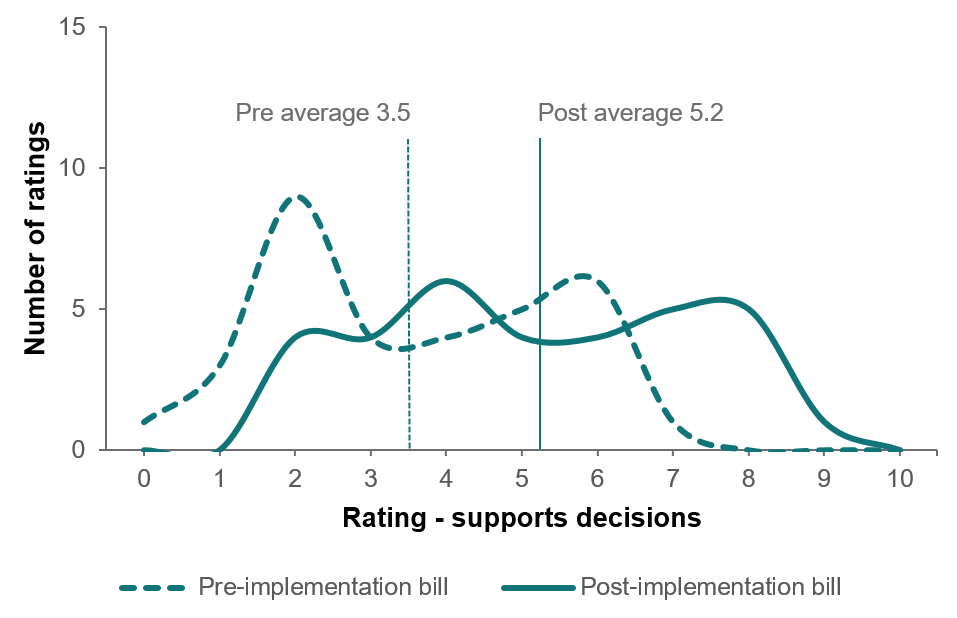 15
Pre average 3.5
Post average 5.2
10
5
0
Number of ratings
0 1 2 3 4 5 6 7 8 9 10
Rating - supports decisions
Pre-implementation bill
Post-implementation bill